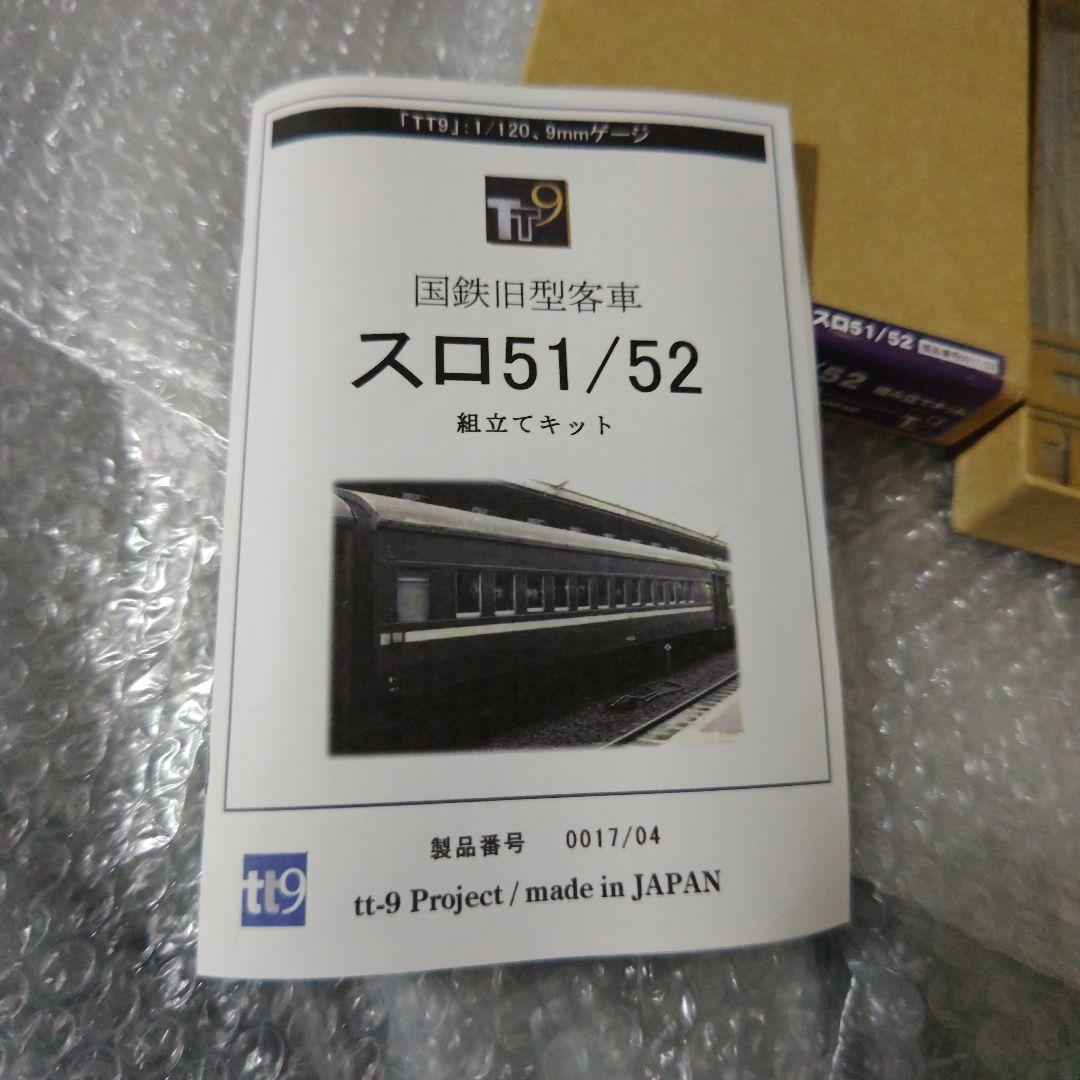 「TT9」:1/120、9mmゲージ
TT9
国鉄旧型客車
スロ51/52
組立てキット
製品番号 0017/04
tt9
tt-9 Project / made in JAPAN
スロ51/52
/52